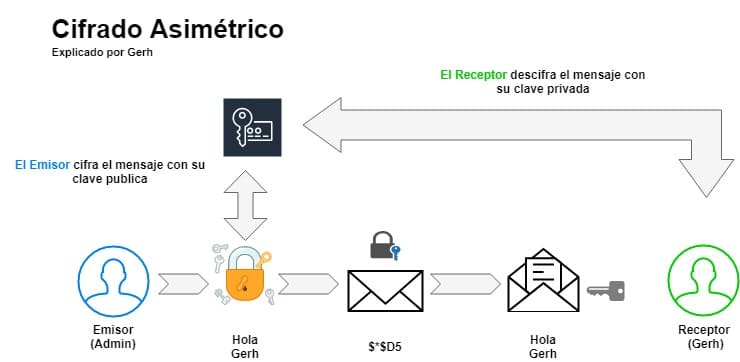 Cifrado Asimétrico
Explicado por Gerh
El Receptor descifra el mensaje con
su clave privada
El Emisor cifra el mensaje con su
clave publica
Emisor
(Admin)
Hola
Gerh
$*$D5
Hola
Gerh
Receptor
(Gerh)